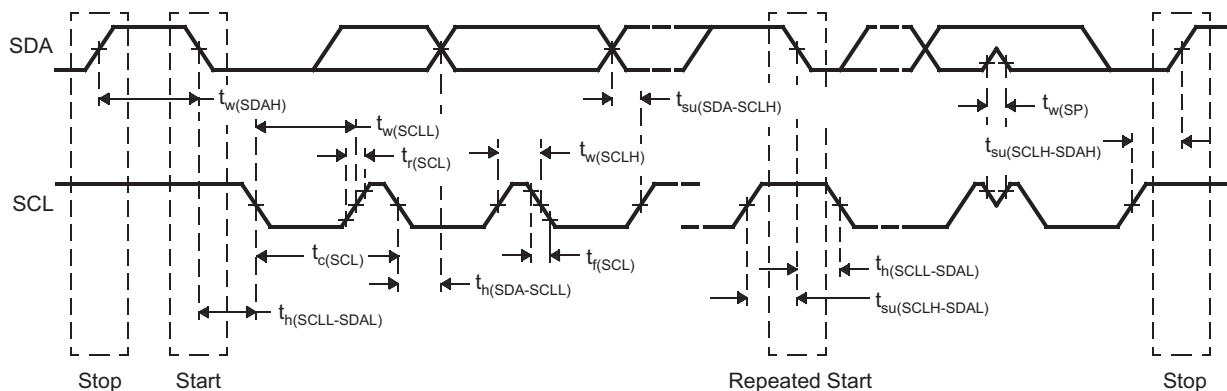 SDA
t_w(SDAH)
t_su(SDA-SCLH)
t_w(SP)
t_w(SCLL)
t_r(SCL)
t_w(SCLH)
t_su(SCLH-SDAH)
SCL
t_c(SCL)
t_f(SCL)
t_h(SCLL-SDAL)
t_h(SDA-SCLL)
t_h(SCLL-SDAL)
t_su(SCLH-SDAL)
Stop
Start
Repeated Start
Stop